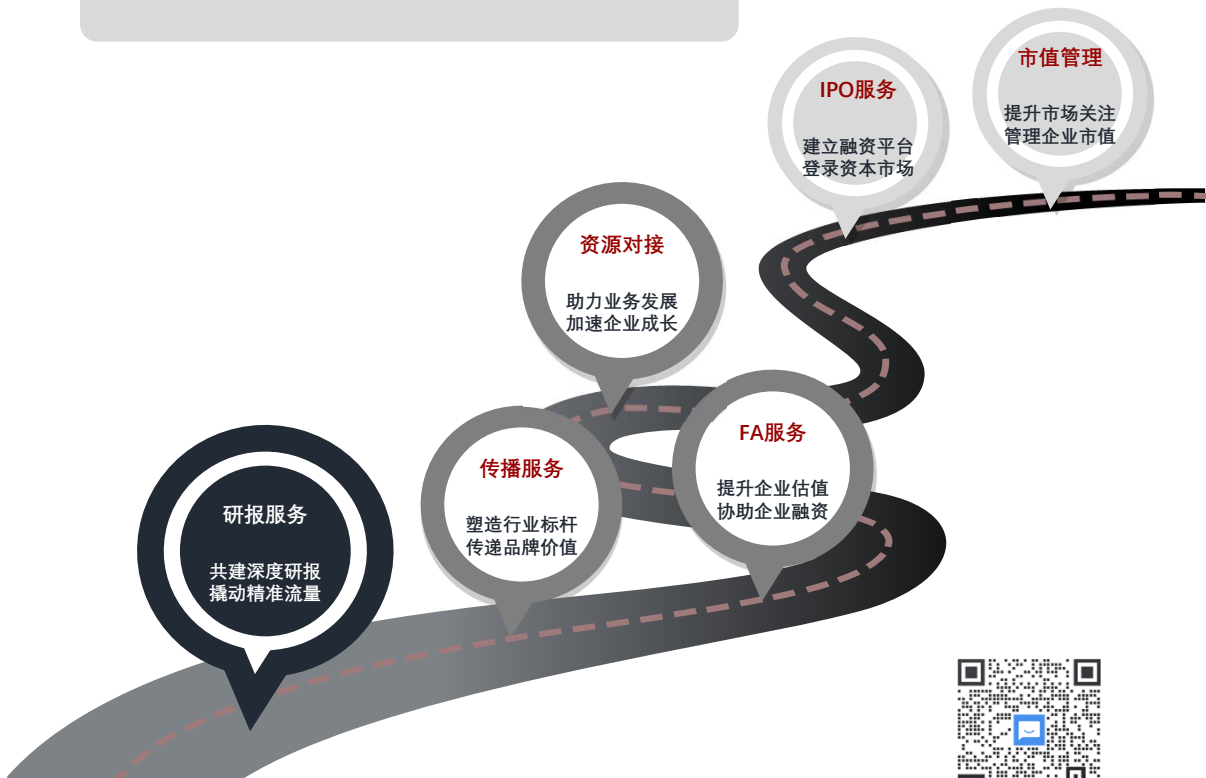 市值管理
提升市场关注
管理企业市值
IPO服务
建立融资平台
登录资本市场
资源对接
助力业务发展
加速企业成长
FA服务
提升企业估值
协助企业融资
传播服务
塑造行业标杆
传递品牌价值
研报服务
共建深度研报
撬动精准流量